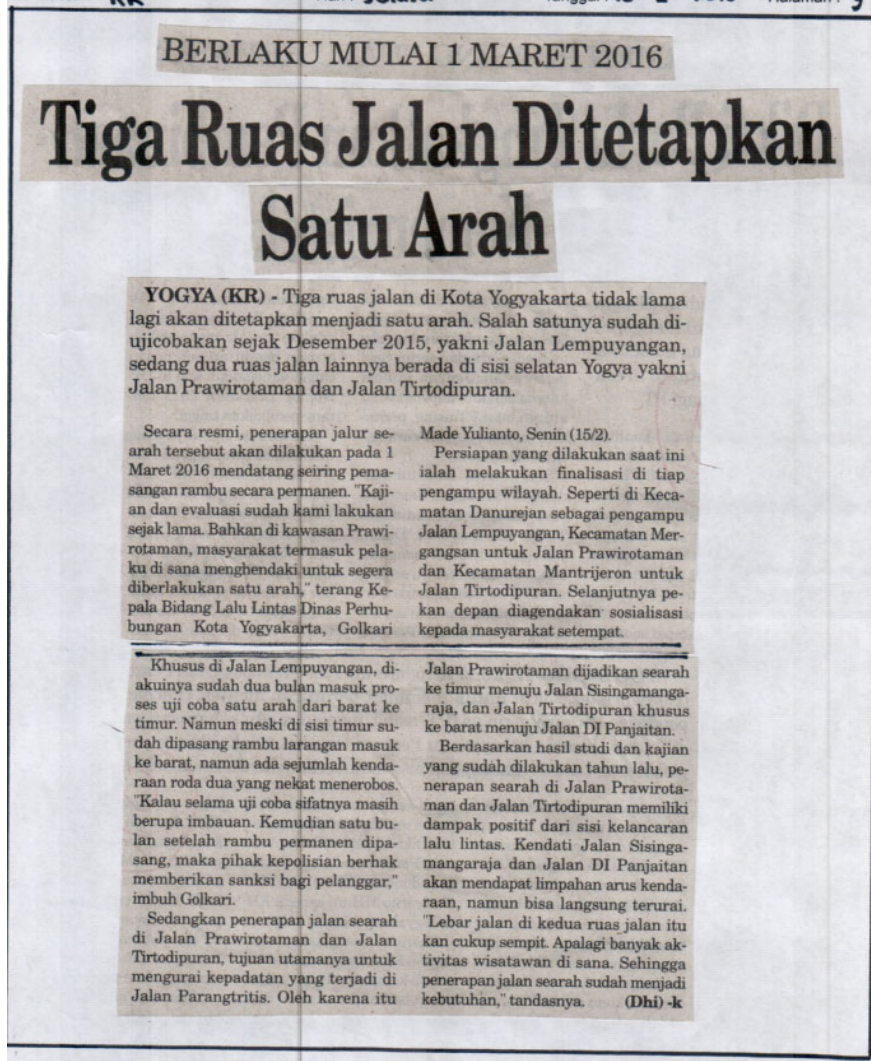 KR
BERLAKU MULAI 1 MARET 2016
Tiga Ruas Jalan Ditetapkan
Satu Arah
YOGYA (KR) - Tiga ruas jalan di Kota Yogyakarta tidak lama
lagi akan ditetapkan menjadi satu arah. Salah satunya sudah di-
ujicobakan sejak Desember 2015, yakni Jalan Lempuyangan,
sedang dua ruas jalan lainnya berada di sisi selatan Yogya yakni
Jalan Prawirotaman dan Jalan Tirtodipuran.
Secara resmi, penerapan jalur se-
arah tersebut akan dilakukan pada 1
Maret 2016 mendatang seiring pema-
sangan rambu secara permanen. "Kaji-
an dan evaluasi sudah kami lakukan
sejak lama. Bahkan di kawasan Prawi-
rotaman, masyarakat termasuk pela-
ku di sana menghendaki untuk segera
diberlakukan satu arah," terang Ke-
pala Bidang Lalu Lintas Dinas Perhu-
bungan Kota Yogyakarta, Golkari
Made Yulianto, Senin (15/2).
Persiapan yang dilakukan saat ini
ialah melakukan finalisasi di tiap
pengampu wilayah. Seperti di Keca-
matan Danurejan sebagai pengampu
Jalan Lempuyangan, Kecamatan Mer-
gangsan untuk Jalan Prawirotaman
dan Kecamatan Mantrijeron untuk
Jalan Tirtodipuran. Selanjutnya pe-
kan depan diagendakan sosialisasi
kepada masyarakat setempat.
Khusus di Jalan Lempuyangan, di-
akuinya sudah dua bulan masuk pro-
ses uji coba satu arah dari barat ke
timur. Namun meski di sisi timur su-
dah dipasang rambu larangan masuk
ke barat, namun ada sejumlah kenda-
raan roda dua yang nekat menerobos.
"Kalau selama uji coba sifatnya masih
berupa imbauan. Kemudian satu bu-
lan setelah rambu permanen dipa-
sang, maka pihak kepolisian berhak
memberikan sanksi bagi pelanggar,"
imbuh Golkari.
Sedangkan penerapan jalan searah
di Jalan Prawirotaman dan Jalan
Tirtodipuran, tujuan utamanya untuk
mengurai kepadatan yang terjadi di
Jalan Parangtritis. Oleh karena itu
Jalan Prawirotaman dijadikan searah
ke timur menuju Jalan Sisingamanga-
raja, dan Jalan Tirtodipuran khusus
ke barat menuju Jalan DI Panjaitan.
Berdasarkan hasil studi dan kajian
yang sudah dilakukan tahun lalu, pe-
nerapan searah di Jalan Prawirota-
man dan Jalan Tirtodipuran memiliki
dampak positif dari sisi kelancaran
lalu lintas. Kendati Jalan Sisinga-
mangaraja dan Jalan DI Panjaitan
akan mendapat limpahan arus kenda-
raan, namun bisa langsung terurai.
"Lebar jalan di kedua ruas jalan itu
kan cukup sempit. Apalagi banyak ak-
tivitas wisatawan di sana. Sehingga
penerapan jalan searah sudah menjadi
kebutuhan," tandasnya. (Dhi) -k